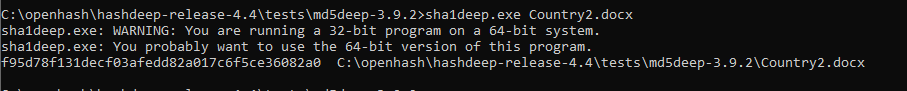 C:\openhash\hashdeep-release-4.4\tests\md5deep-3.9.2>sha1deep.exe Country2.docx
sha1deep.exe: WARNING: You are running a 32-bit program on a 64-bit system.
sha1deep.exe: You probably want to use the 64-bit version of this program.
f95d78f131decf03afedd82a017c6f5ce36082a0  C:\openhash\hashdeep-release-4.4\tests\md5deep-3.9.2\Country2.docx